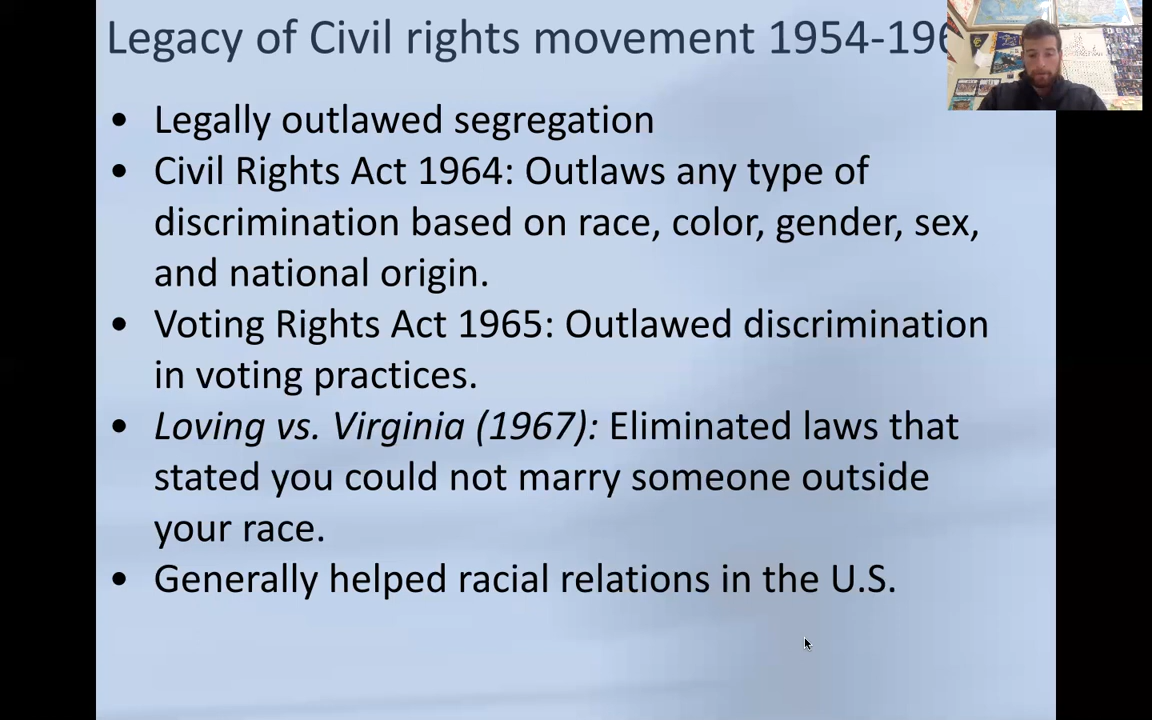 Legacy of Civil rights movement 1954-196
• Legally outlawed segregation
• Civil Rights Act 1964: Outlaws any type of
discrimination based on race, color, gender, sex,
and national origin.
• Voting Rights Act 1965: Outlawed discrimination
in voting practices.
• Loving vs. Virginia (1967): Eliminated laws that
stated you could not marry someone outside
your race.
• Generally helped racial relations in the U.S.